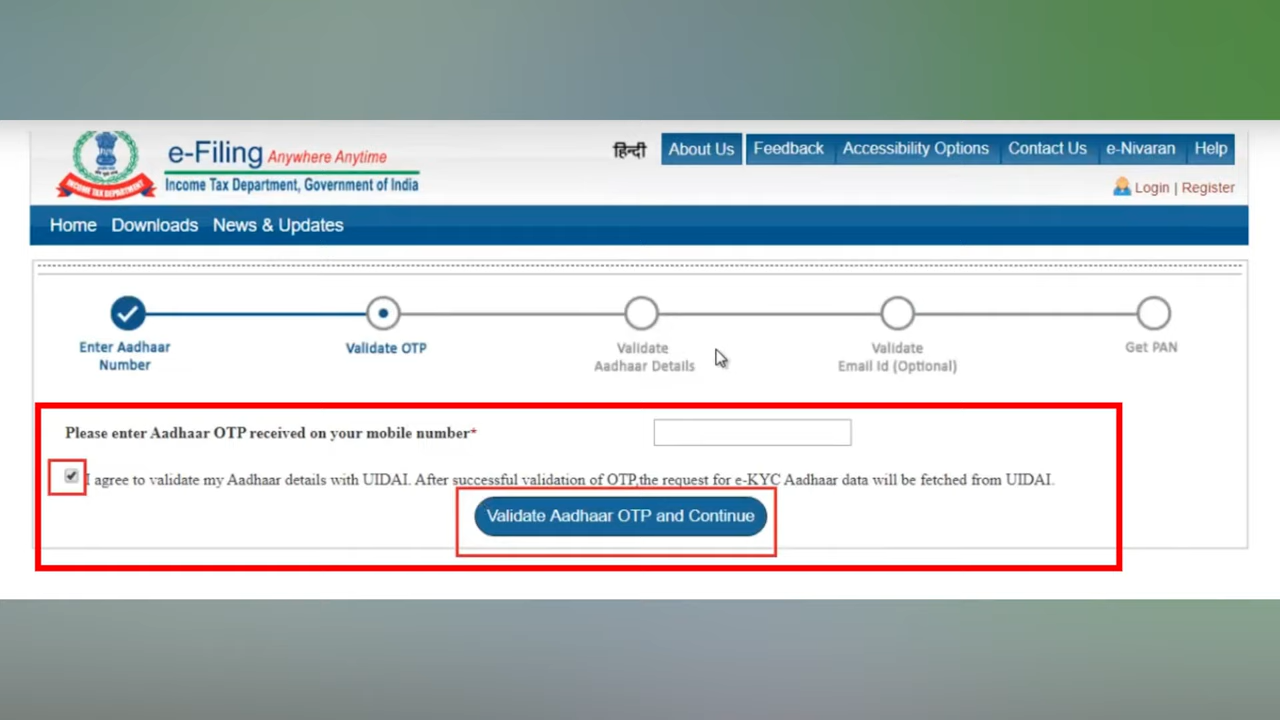 e-Filing Anywhere Anytime
Income Tax Department, Government of India
INCOME TAX DEPARTMENT
हिन्दी About Us Feedback Accessibility Options Contact Us e-Nivaran Help
Login | Register
Home Downloads News & Updates
Enter Aadhaar
Number
Validate OTP
Validate
Aadhaar Details
Validate
Email Id (Optional)
Get PAN
Please enter Aadhaar OTP received on your mobile number*
I agree to validate my Aadhaar details with UIDAI. After successful validation of OTP,the request for e-KYC Aadhaar data will be fetched from UIDAI.
Validate Aadhaar OTP and Continue